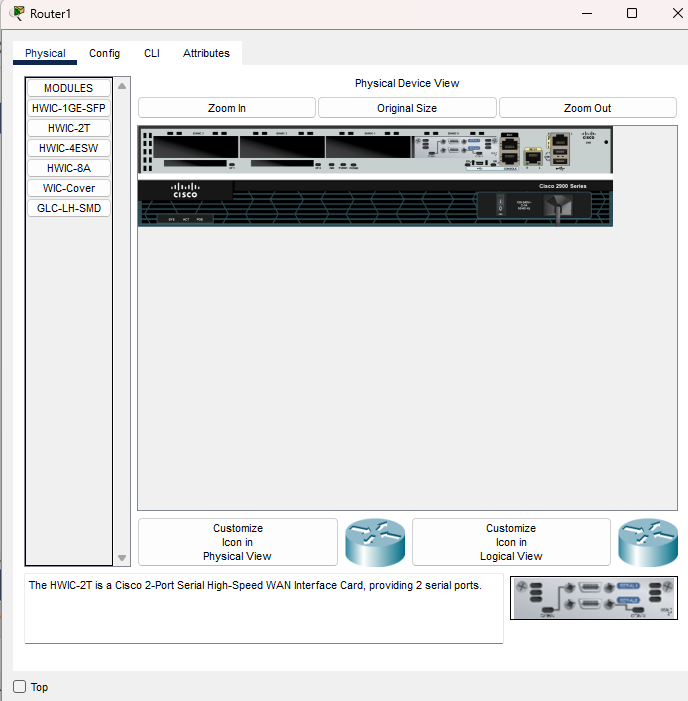 Router1
Physical
Config
CLI
Attributes
MODULES
HWIC-1GE-SFP
HWIC-2T
HWIC-4ESW
HWIC-8A
WIC-Cover
GLC-LH-SMD
Physical Device View
Zoom In
Original Size
Zoom Out
CISCO
Cisco 2900 Series
SYS ACT POE
Customize
Icon in
Physical View
Customize
Icon in
Logical View
The HWIC-2T is a Cisco 2-Port Serial High-Speed WAN Interface Card, providing 2 serial ports.
Top